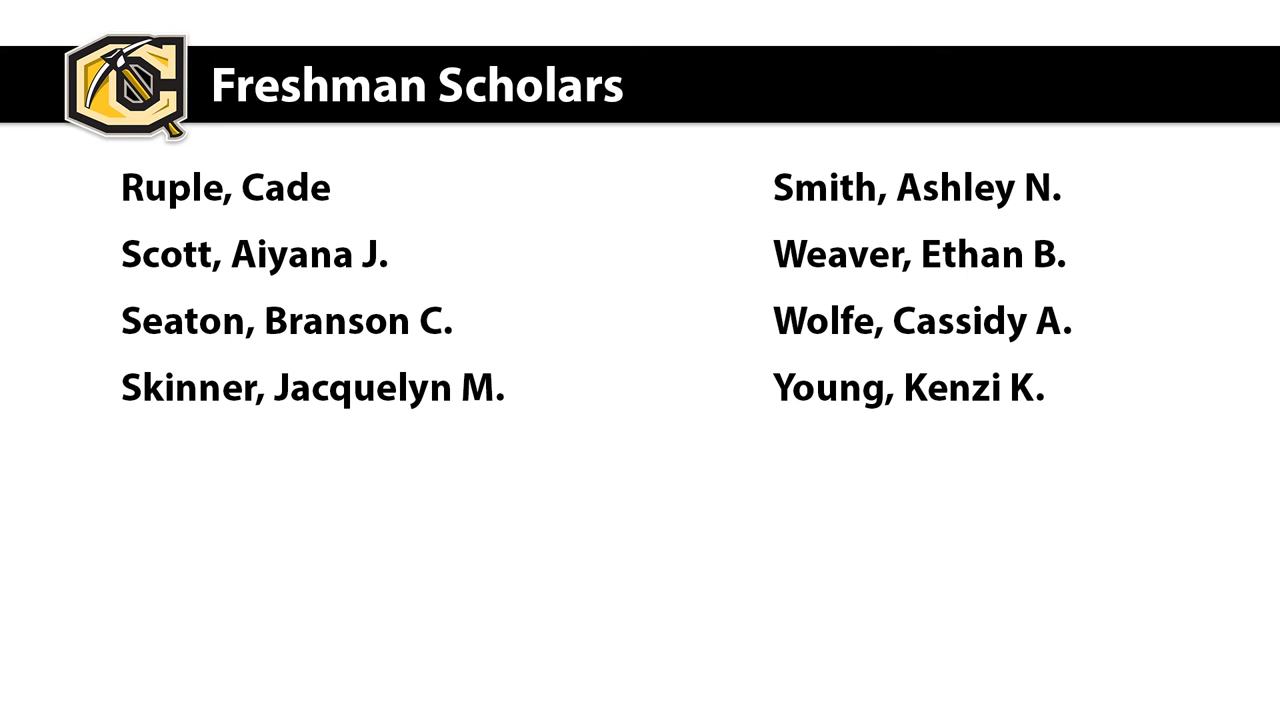 Freshman Scholars
Ruple, Cade
Scott, Aiyana J.
Seaton, Branson C.
Skinner, Jacquelyn M.
Smith, Ashley N.
Weaver, Ethan B.
Wolfe, Cassidy A.
Young, Kenzi K.